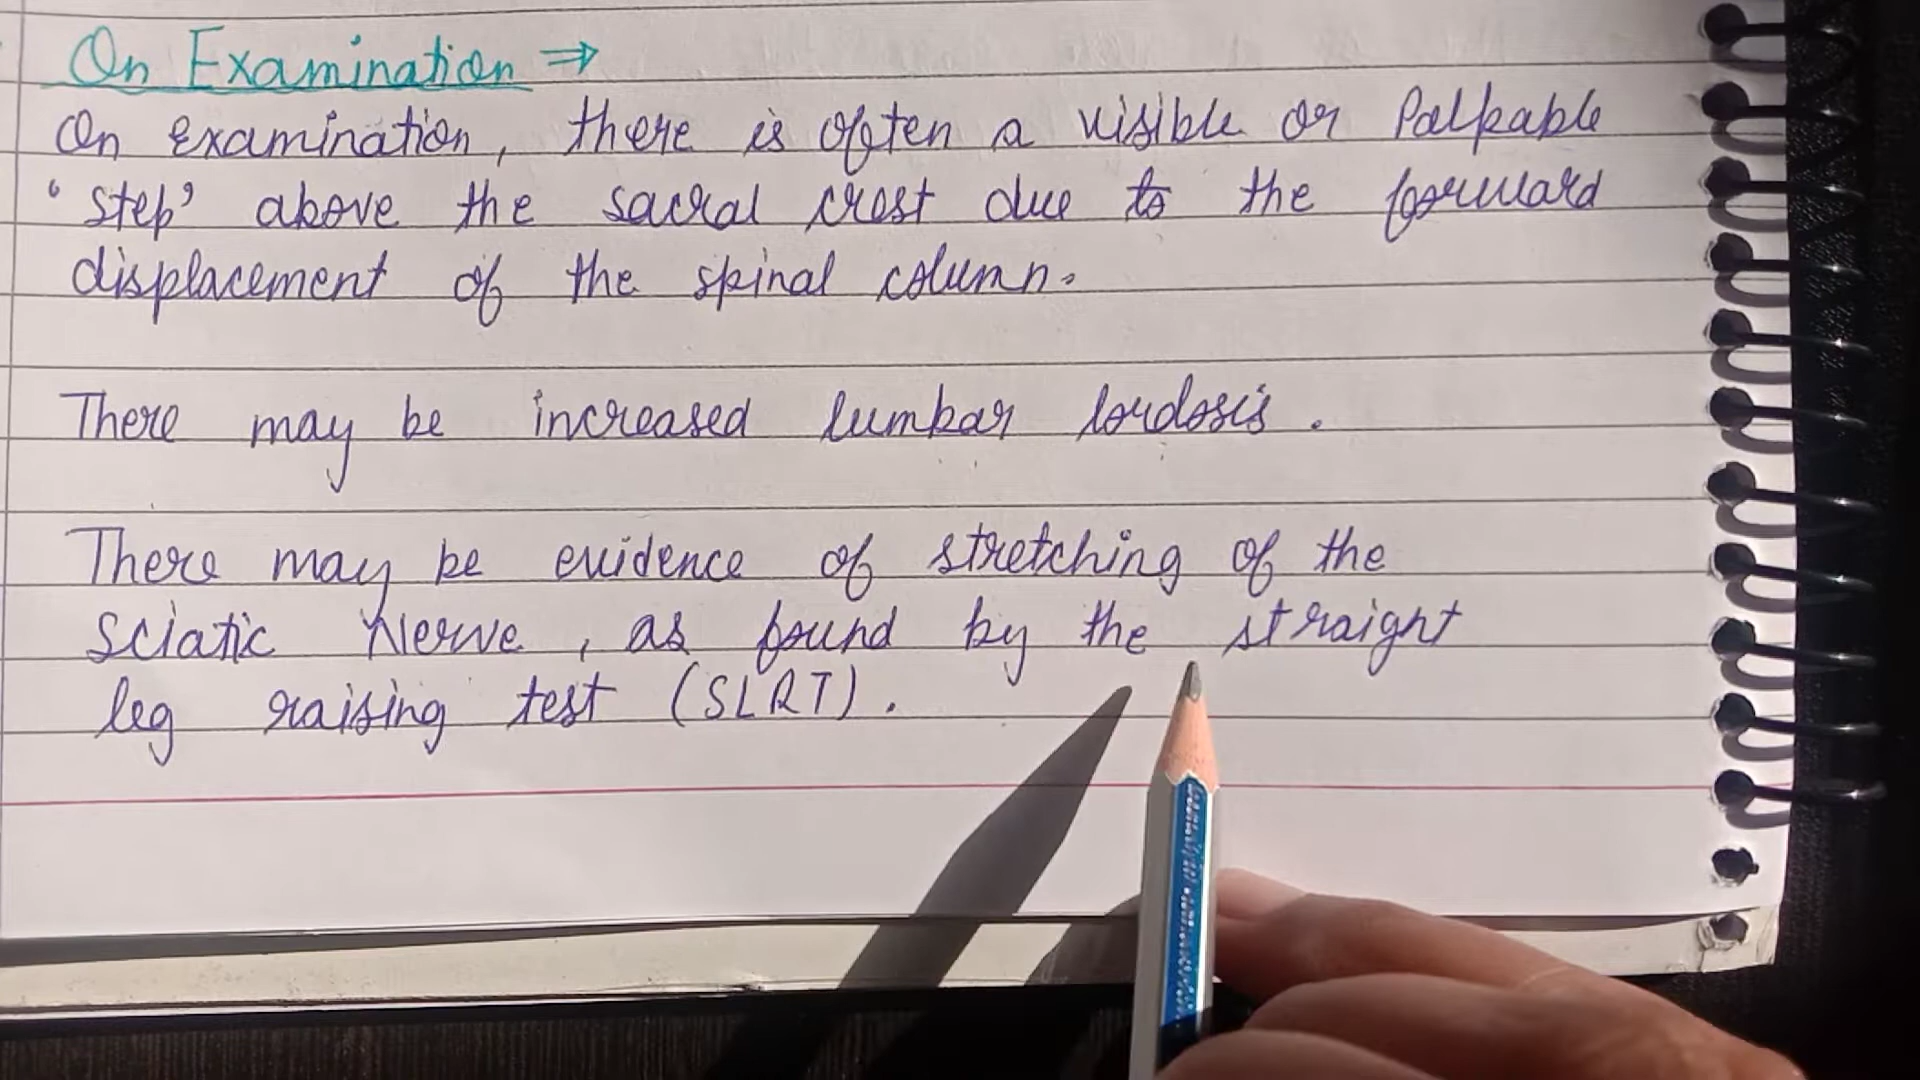 On Examination ⇒
On examination, there is often a visible or Palpable
'step' above the sacral crest due to the forward
displacement of the spinal column.
There may be increased lumbar lordosis.
There may be evidence of stretching of the
sciatic Nerve, as found by the straight
leg raising test (SLRT).